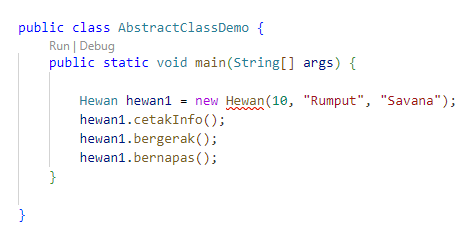 public class AbstractClassDemo {
Run | Debug
public static void main(String[] args) {
Hewan hewan1 = new Hewan(10, "Rumput", "Savana");
hewan1.cetakInfo();
hewan1.bergerak();
hewan1.bernapas();
}
}